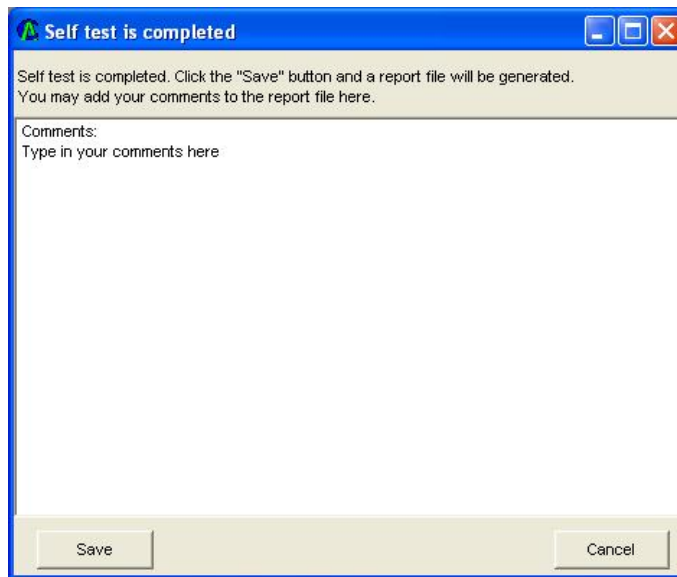 Self test is completed
Self test is completed. Click the "Save" button and a report file will be generated.
You may add your comments to the report file here.
Comments:
Type in your comments here
Save
Cancel